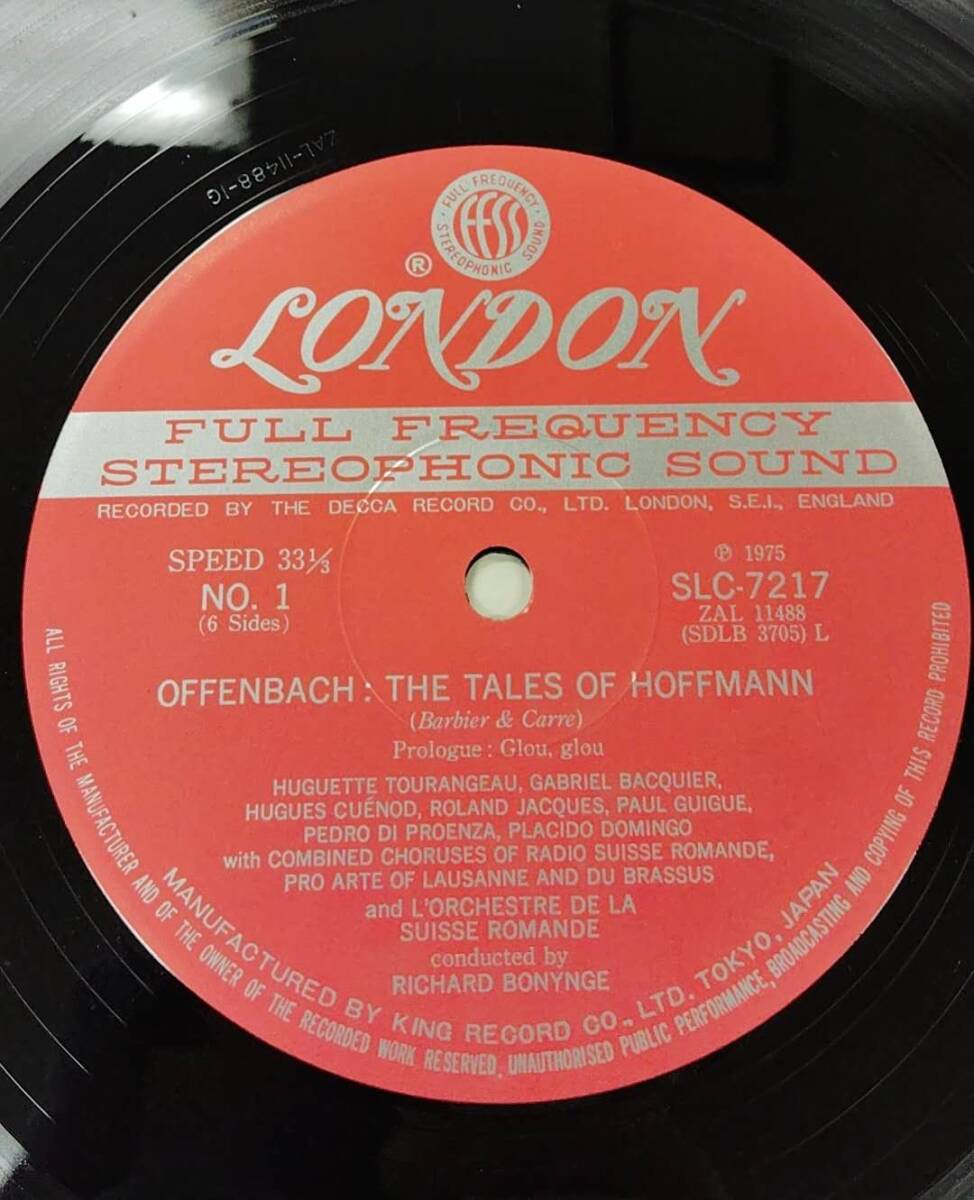 ZAL-11488-1G
· FULL FREQUENCY · STEREOPHONIC SOUND
FFSS
®
LONDON
FULL FREQUENCY
STEREOPHONIC SOUND
RECORDED BY THE DECCA RECORD CO., LTD. LONDON, S.E.I., ENGLAND
SPEED 33⅓
NO. 1
(6 Sides)
℗ 1975
SLC-7217
ZAL 11488
(SDLB 3705) L
OFFENBACH : THE TALES OF HOFFMANN
(Barbier & Carre)
Prologue : Glou, glou
HUGUETTE TOURANGEAU, GABRIEL BACQUIER,
HUGUES CUÉNOD, ROLAND JACQUES, PAUL GUIGUE,
PEDRO DI PROENZA, PLACIDO DOMINGO
with COMBINED CHORUSES OF RADIO SUISSE ROMANDE,
PRO ARTE OF LAUSANNE AND DU BRASSUS
and L'ORCHESTRE DE LA
SUISSE ROMANDE
conducted by
RICHARD BONYNGE
MANUFACTURED BY KING RECORD CO., LTD. TOKYO, JAPAN
ALL RIGHTS OF THE MANUFACTURER AND OF THE OWNER OF THE RECORDED WORK RESERVED, UNAUTHORISED PUBLIC PERFORMANCE, BROADCASTING AND COPYING OF THIS RECORD PROHIBITED